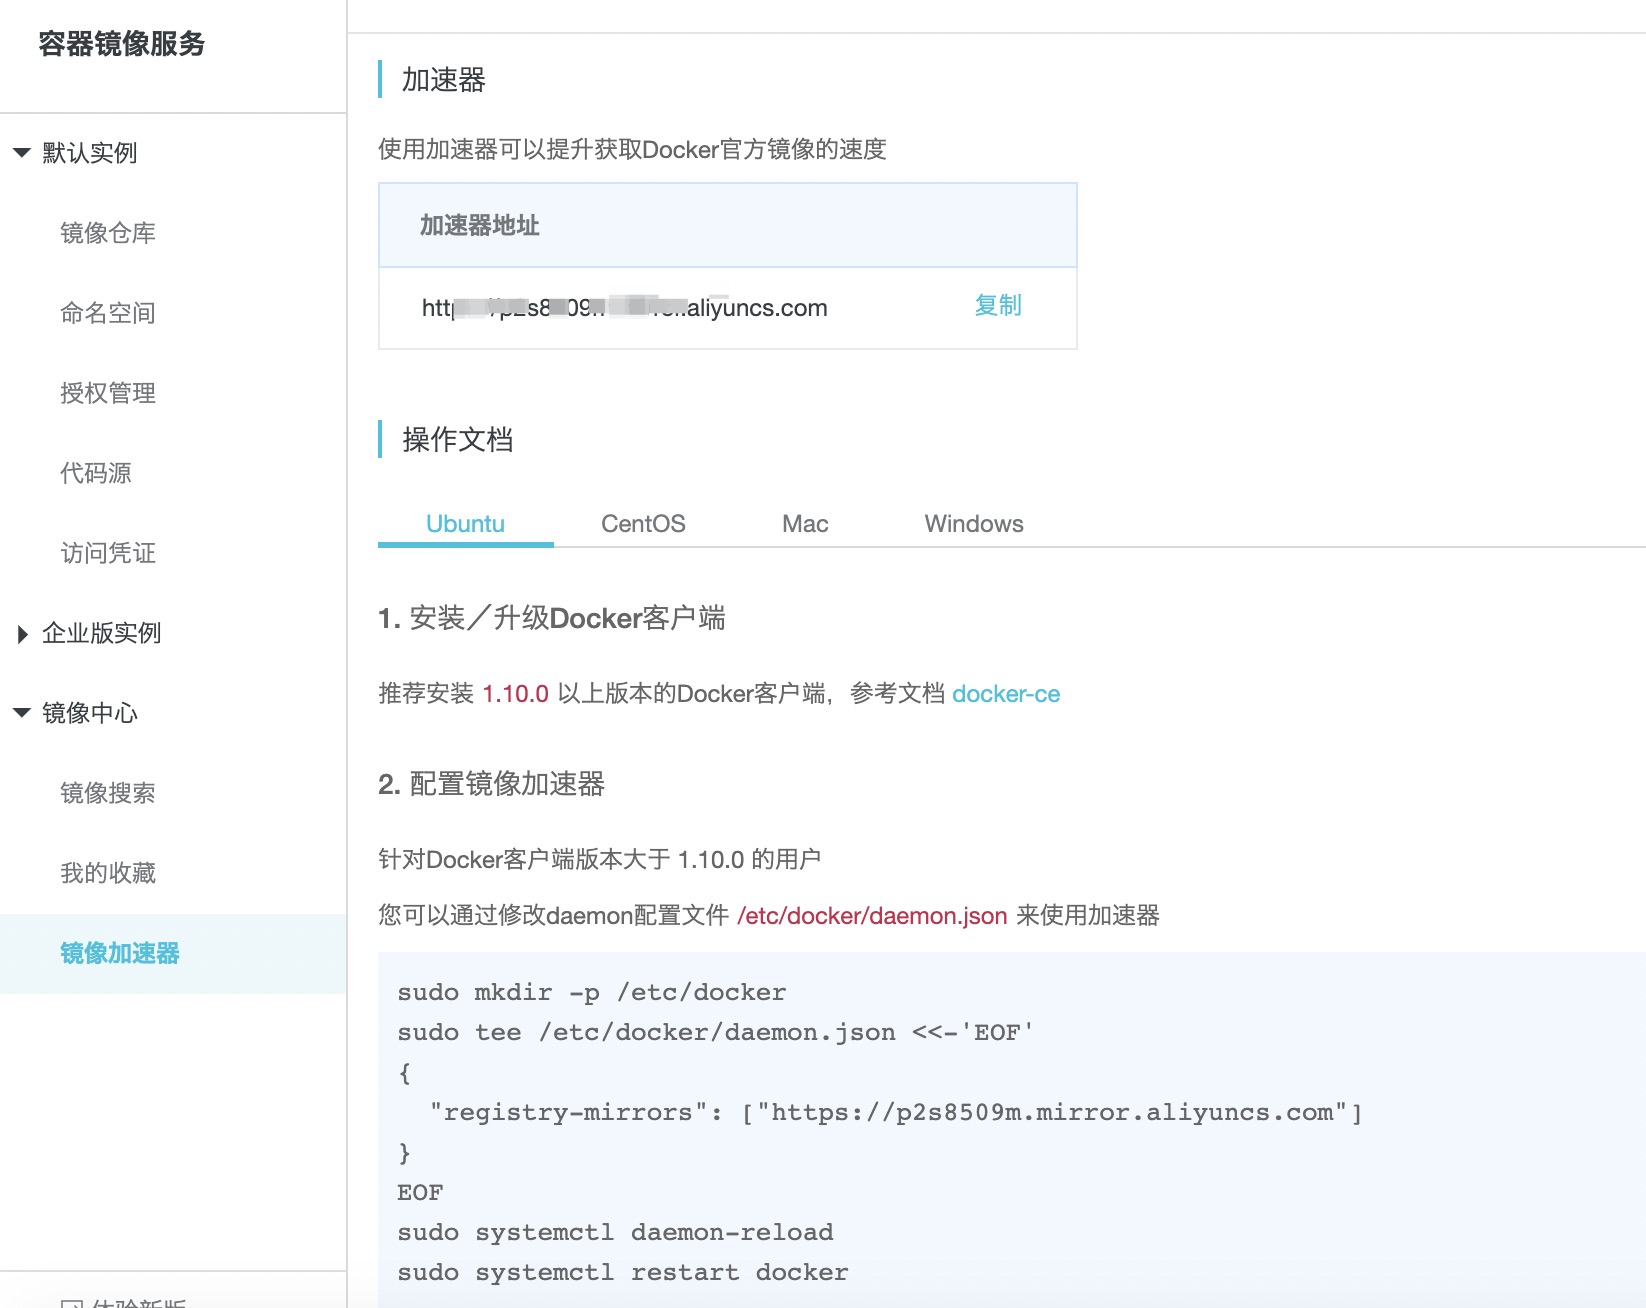 容器镜像服务
默认实例
镜像仓库
命名空间
授权管理
代码源
访问凭证
企业版实例
镜像中心
镜像搜索
我的收藏
镜像加速器
体验新版
加速器
使用加速器可以提升获取Docker官方镜像的速度
加速器地址
aliyuncs.com 复制
操作文档
Ubuntu CentOS Mac Windows
1. 安装／升级Docker客户端
推荐安装 1.10.0 以上版本的Docker客户端，参考文档 docker-ce
2. 配置镜像加速器
针对Docker客户端版本大于 1.10.0 的用户
您可以通过修改daemon配置文件 /etc/docker/daemon.json 来使用加速器
sudo mkdir -p /etc/docker
sudo tee /etc/docker/daemon.json <<-'EOF'
{
  "registry-mirrors": ["https://p2s8509m.mirror.aliyuncs.com"]
}
EOF
sudo systemctl daemon-reload
sudo systemctl restart docker